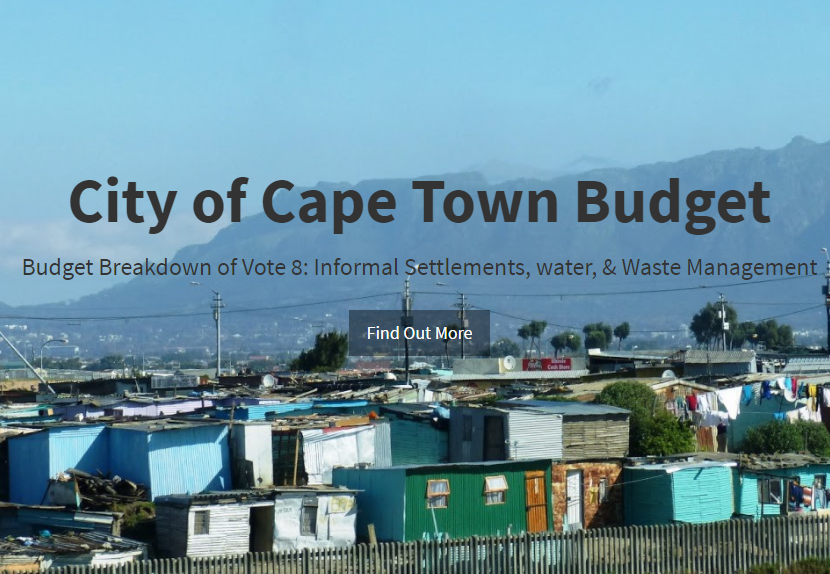 City of Cape Town Budget
Budget Breakdown of Vote 8: Informal Settlements, water, & Waste Management
Find Out More